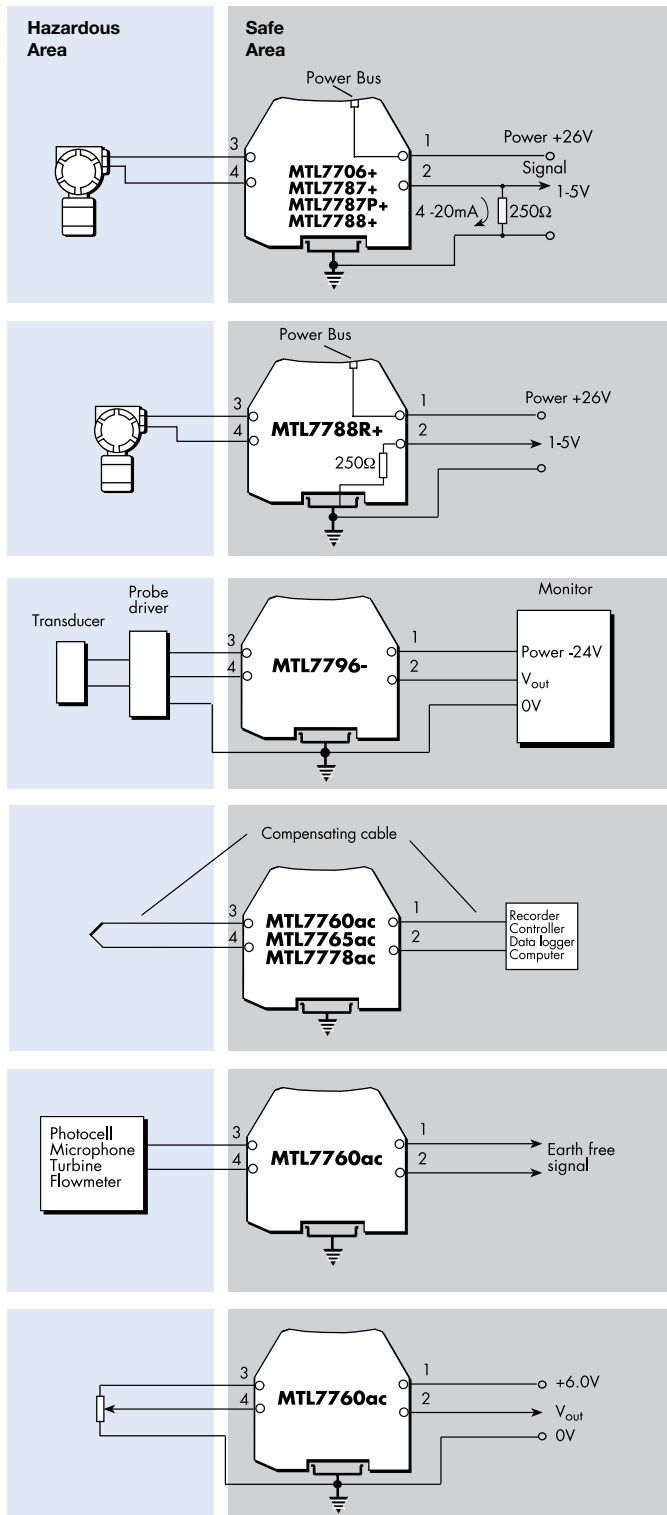 Hazardous
Area
Safe
Area
Power Bus
3
4
MTL7706+
MTL7787+
MTL7787P+
MTL7788+
1
2
Power +26V
Signal
1-5V
4 -20mA
250Ω
Power Bus
3
4
MTL7788R+
250Ω
1
2
Power +26V
1-5V
Transducer
Probe
driver
3
4
MTL7796-
1
2
Monitor
Power -24V
Vout
0V
Compensating cable
3
4
MTL7760ac
MTL7765ac
MTL7778ac
1
2
Recorder
Controller
Data logger
Computer
Photocell
Microphone
Turbine
Flowmeter
3
4
MTL7760ac
1
2
Earth free
signal
3
4
MTL7760ac
1
2
+6.0V
Vout
0V